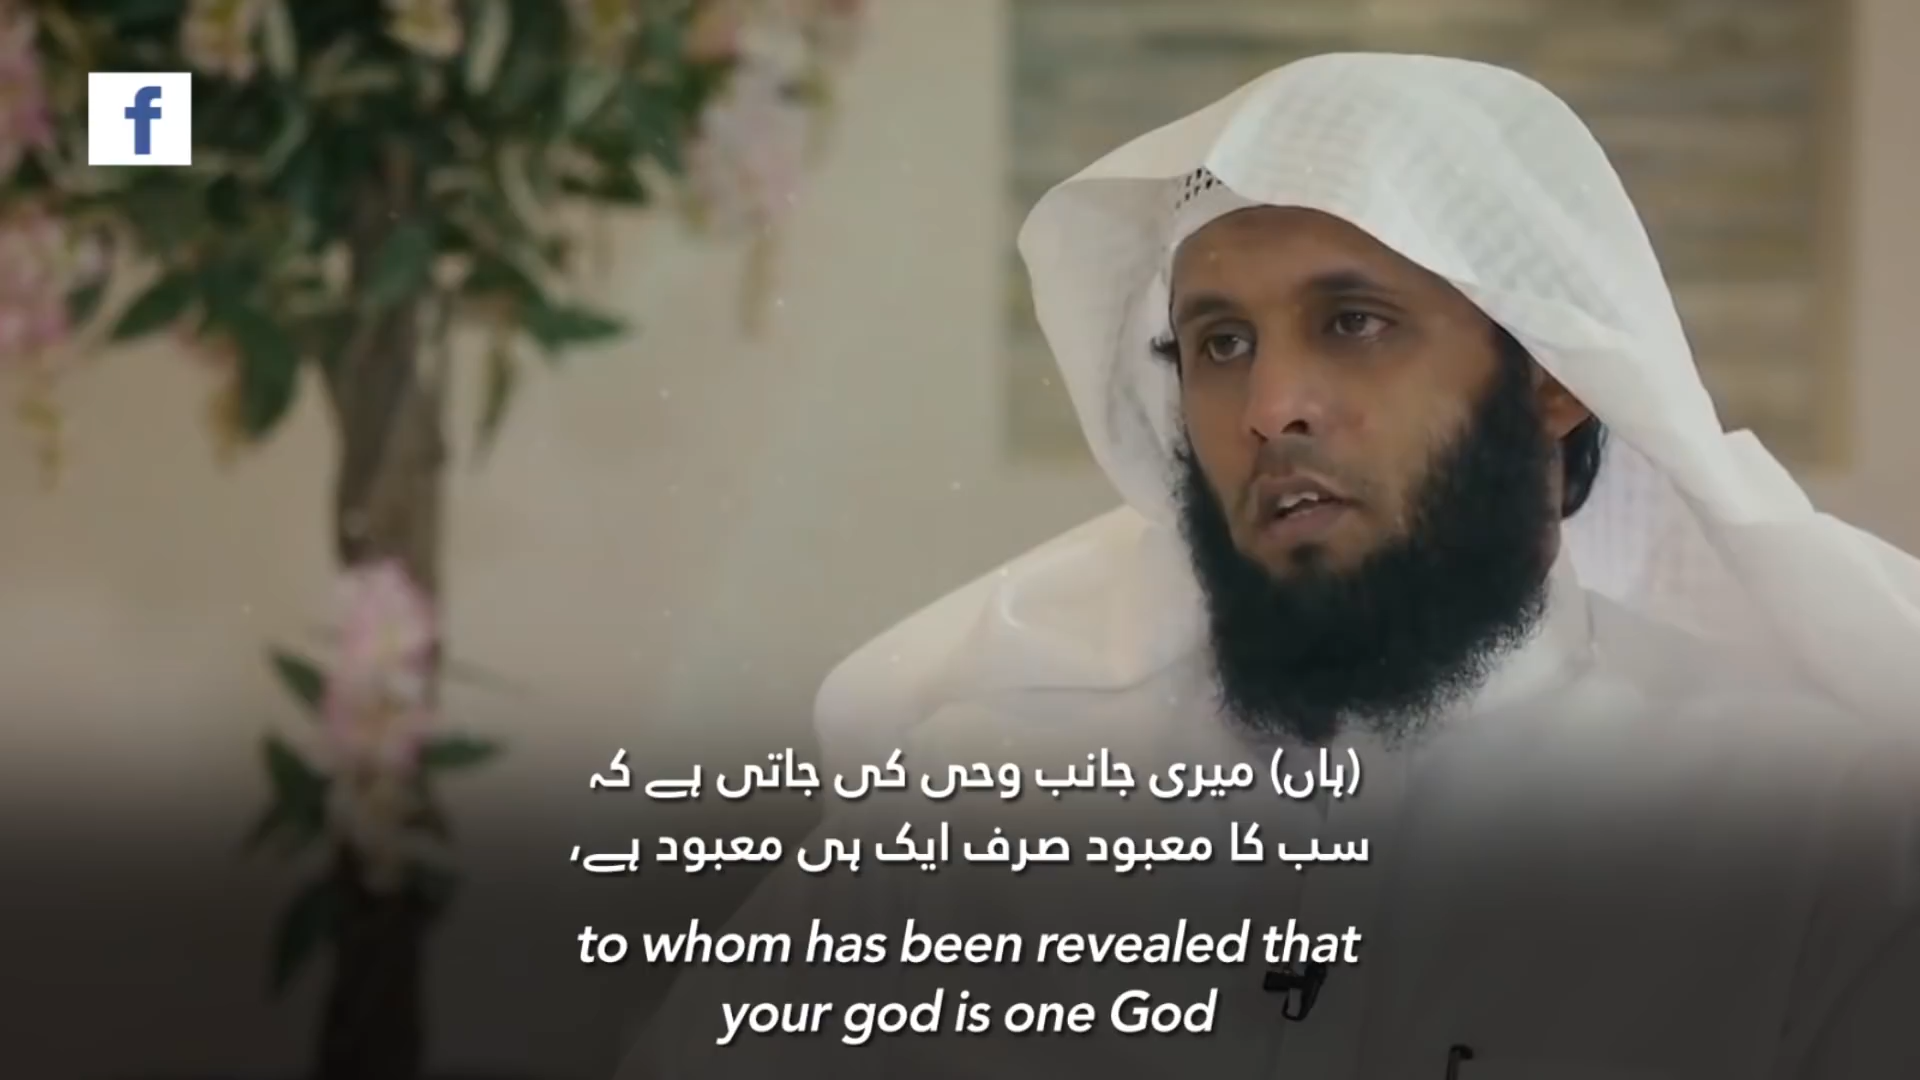 f
(ہاں) میری جانب وحی کی جاتی ہے کہ
سب کا معبود صرف ایک ہی معبود ہے،
to whom has been revealed that
your god is one God